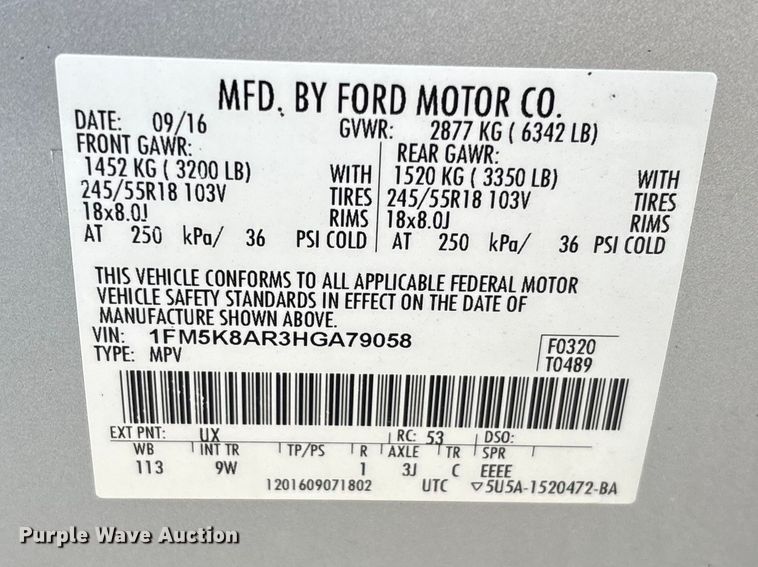 MFD. BY FORD MOTOR CO.
DATE: 09/16 GVWR: 2877 KG ( 6342 LB)
FRONT GAWR: REAR GAWR:
1452 KG ( 3200 LB) WITH 1520 KG ( 3350 LB) WITH
245/55R18 103V TIRES 245/55R18 103V TIRES
18x8.0J RIMS 18x8.0J RIMS
AT 250 kPa/ 36 PSI COLD AT 250 kPa/ 36 PSI COLD
THIS VEHICLE CONFORMS TO ALL APPLICABLE FEDERAL MOTOR
VEHICLE SAFETY STANDARDS IN EFFECT ON THE DATE OF
MANUFACTURE SHOWN ABOVE.
VIN: 1FM5K8AR3HGA79058 F0320
TYPE: MPV T0489
EXT PNT: UX RC: 53 DSO:
WB INT TR TP/PS R AXLE TR SPR
113 9W 1 3J C EEEE
1201609071802 UTC ▽5U5A-1520472-BA
Purple Wave Auction